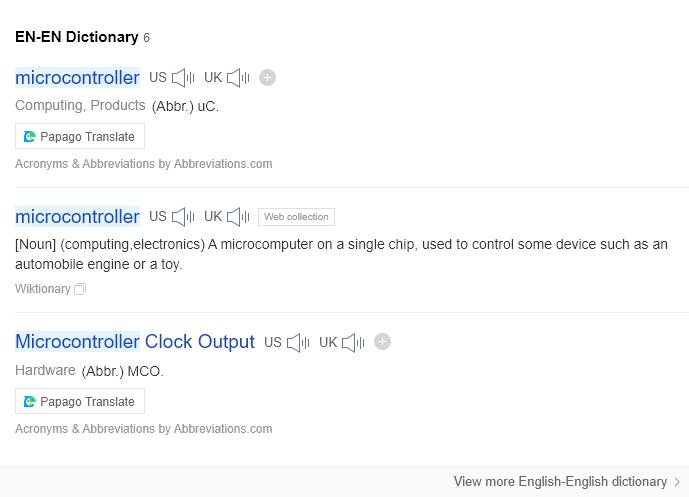 EN-EN Dictionary 6
microcontroller US UK
Computing, Products (Abbr.) uC.
Papago Translate
Acronyms & Abbreviations by Abbreviations.com
microcontroller US UK Web collection
[Noun] (computing,electronics) A microcomputer on a single chip, used to control some device such as an
automobile engine or a toy.
Wiktionary
Microcontroller Clock Output US UK
Hardware (Abbr.) MCO.
Papago Translate
Acronyms & Abbreviations by Abbreviations.com
View more English-English dictionary